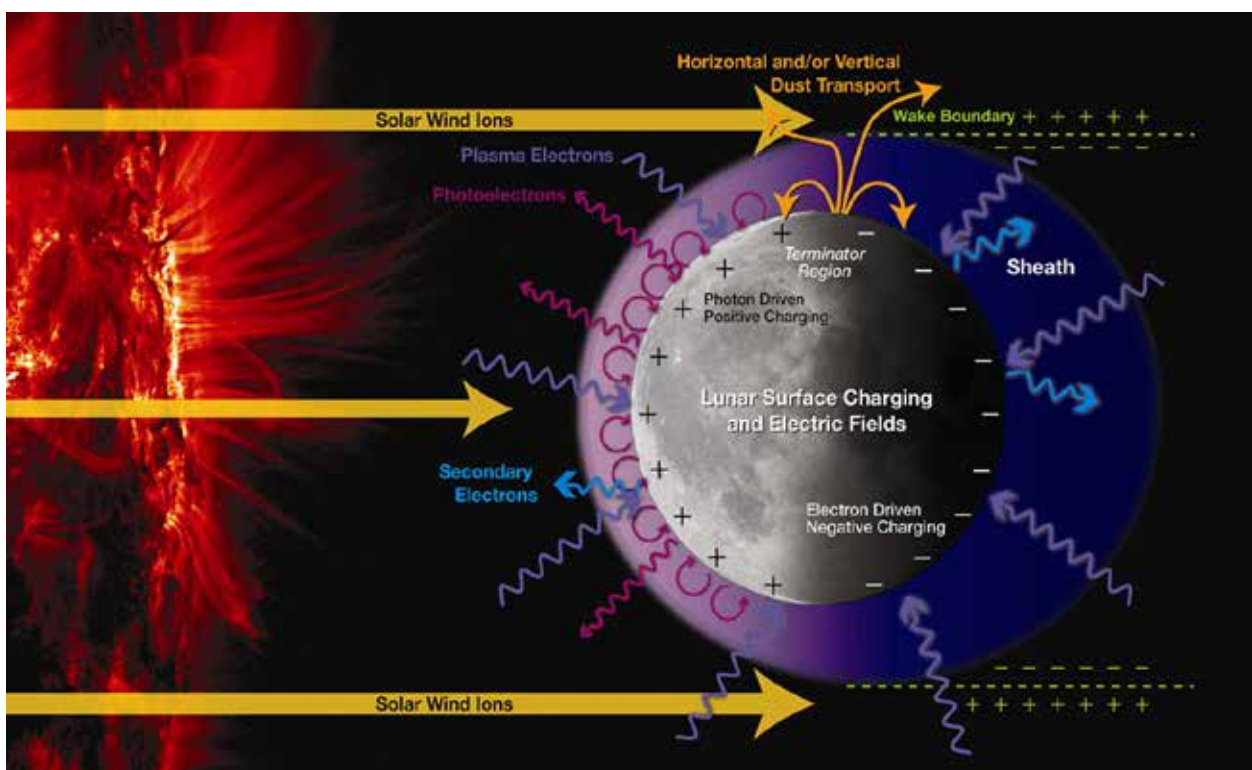 Horizontal and/or Vertical
Dust Transport
Solar Wind Ions
Wake Boundary + + + + +
Plasma Electrons
Photoelectrons
Terminator
Region
Sheath
Photon Driven
Positive Charging
Lunar Surface Charging
and Electric Fields
Secondary
Electrons
Electron Driven
Negative Charging
Solar Wind Ions